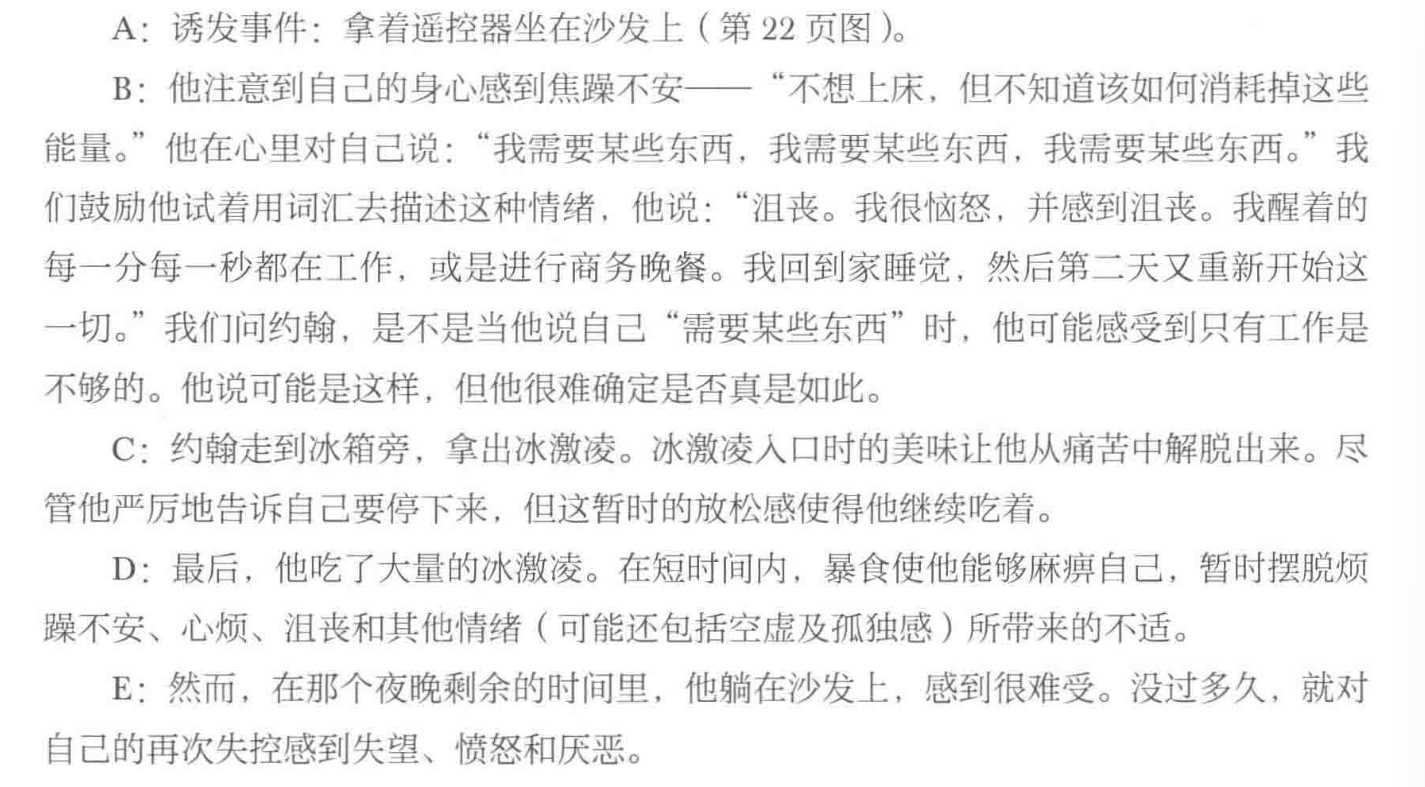 A：诱发事件：拿着遥控器坐在沙发上（第 22 页图）。
B：他注意到自己的身心感到焦躁不安——“不想上床，但不知道该如何消耗掉这些
能量。”他在心里对自己说：“我需要某些东西，我需要某些东西，我需要某些东西。”我
们鼓励他试着用词汇去描述这种情绪，他说：“沮丧。我很恼怒，并感到沮丧。我醒着的
每一分每一秒都在工作，或是进行商务晚餐。我回到家睡觉，然后第二天又重新开始这
一切。”我们问约翰，是不是当他说自己“需要某些东西”时，他可能感受到只有工作是
不够的。他说可能是这样，但他很难确定是否真是如此。
C：约翰走到冰箱旁，拿出冰激凌。冰激凌入口时的美味让他从痛苦中解脱出来。尽
管他严厉地告诉自己要停下来，但这暂时的放松感使得他继续吃着。
D：最后，他吃了大量的冰激凌。在短时间内，暴食使他能够麻痹自己，暂时摆脱烦
躁不安、心烦、沮丧和其他情绪（可能还包括空虚及孤独感）所带来的不适。
E：然而，在那个夜晚剩余的时间里，他躺在沙发上，感到很难受。没过多久，就对
自己的再次失控感到失望、愤怒和厌恶。